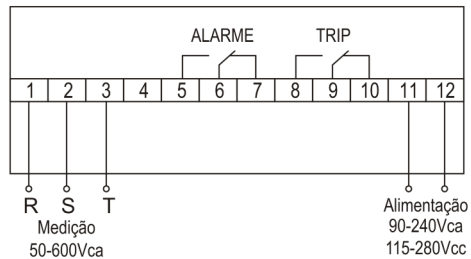 ALARME TRIP
1 2 3 4 5 6 7 8 9 10 11 12
R S T Alimentação
Medição 90-240Vca
50-600Vca 115-280Vcc